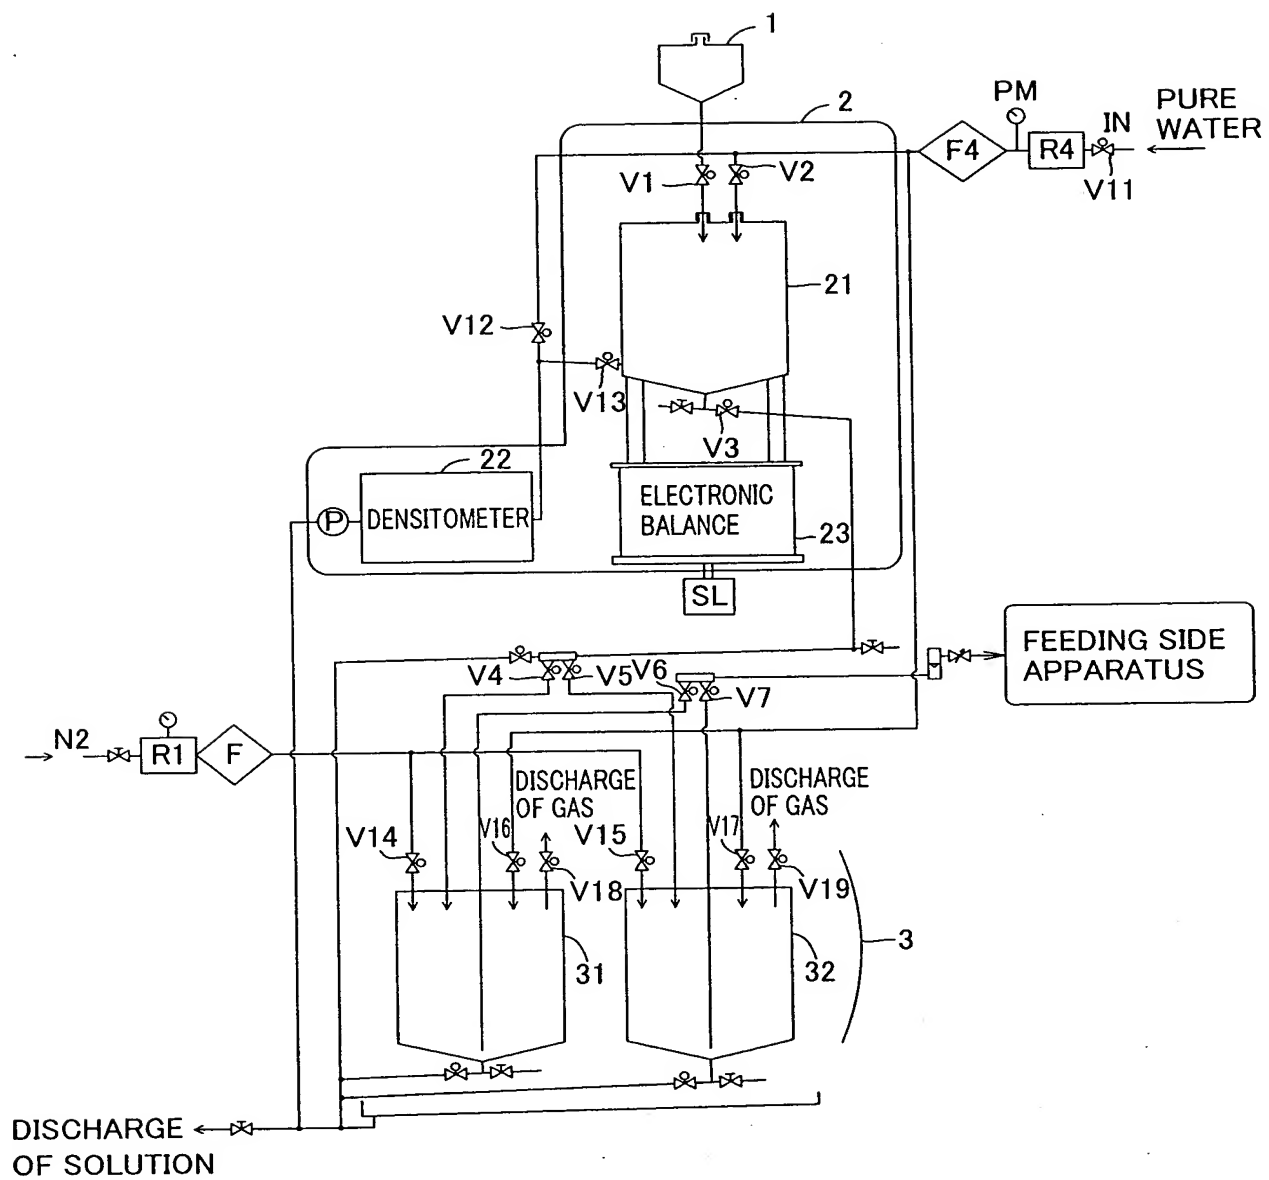 1
2
PM
IN
PURE
WATER
F4
R4
V1
V2
V11
21
V12
V13
V3
22
DENSITOMETER
P
ELECTRONIC
BALANCE
23
SL
FEEDING SIDE
APPARATUS
V4
V5
V6
V7
N2
R1
F
DISCHARGE
OF GAS
DISCHARGE
OF GAS
V14
V16
V15
V17
V18
V19
31
32
3
DISCHARGE
OF SOLUTION